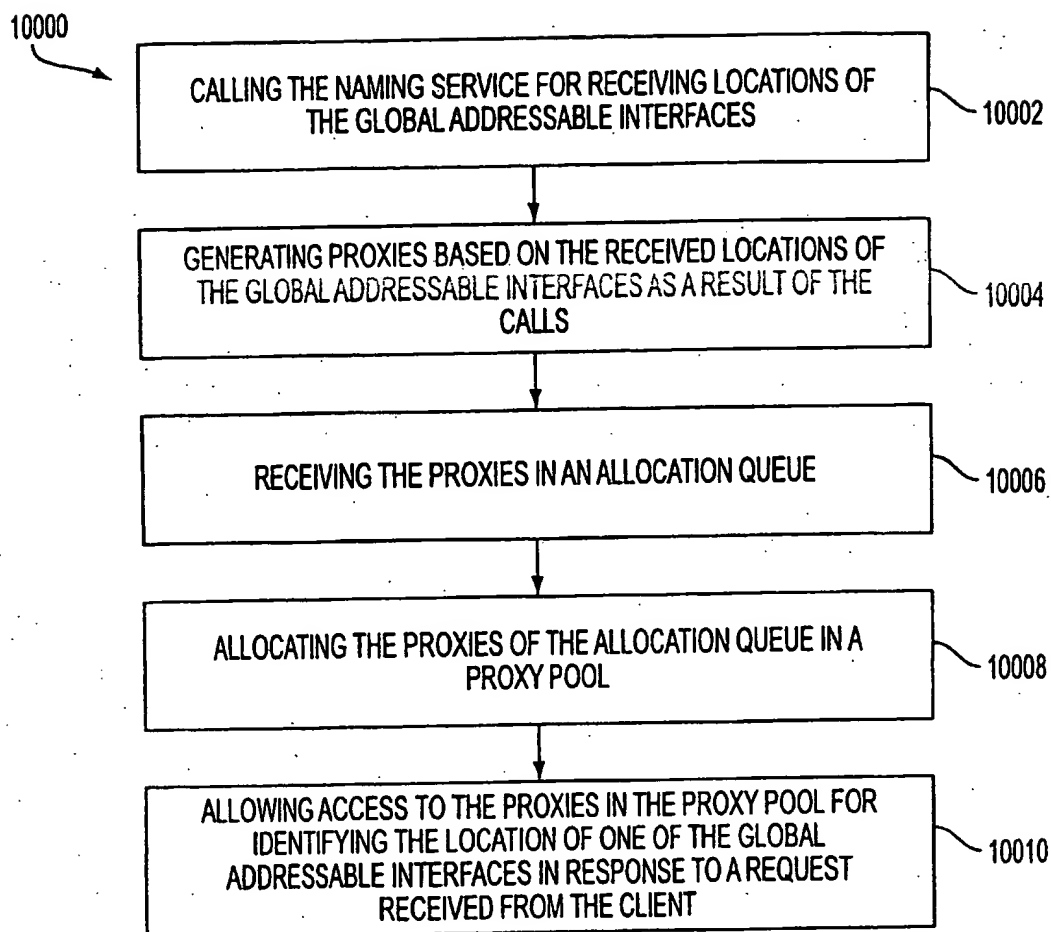 10000
CALLING THE NAMING SERVICE FOR RECEIVING LOCATIONS OF
THE GLOBAL ADDRESSABLE INTERFACES
10002
GENERATING PROXIES BASED ON THE RECEIVED LOCATIONS OF
THE GLOBAL ADDRESSABLE INTERFACES AS A RESULT OF THE
CALLS
10004
RECEIVING THE PROXIES IN AN ALLOCATION QUEUE
10006
ALLOCATING THE PROXIES OF THE ALLOCATION QUEUE IN A
PROXY POOL
10008
ALLOWING ACCESS TO THE PROXIES IN THE PROXY POOL FOR
IDENTIFYING THE LOCATION OF ONE OF THE GLOBAL
ADDRESSABLE INTERFACES IN RESPONSE TO A REQUEST
RECEIVED FROM THE CLIENT
10010